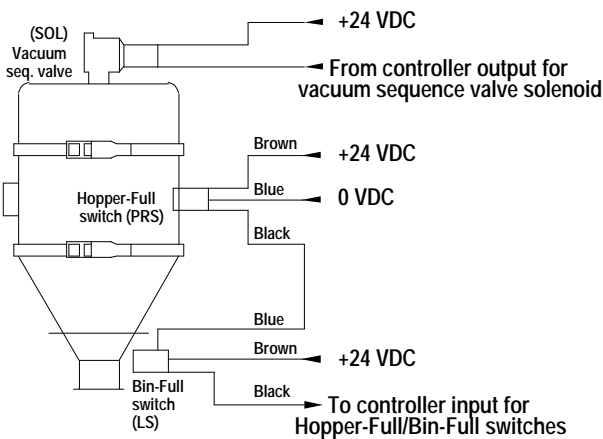 +24 VDC
(SOL)
Vacuum
seq. valve
From controller output for
vacuum sequence valve solenoid
Brown
+24 VDC
Hopper-Full
switch (PRS)
Blue
0 VDC
Black
Blue
Brown
+24 VDC
Bin-Full
switch
(LS)
Black
To controller input for
Hopper-Full/Bin-Full switches